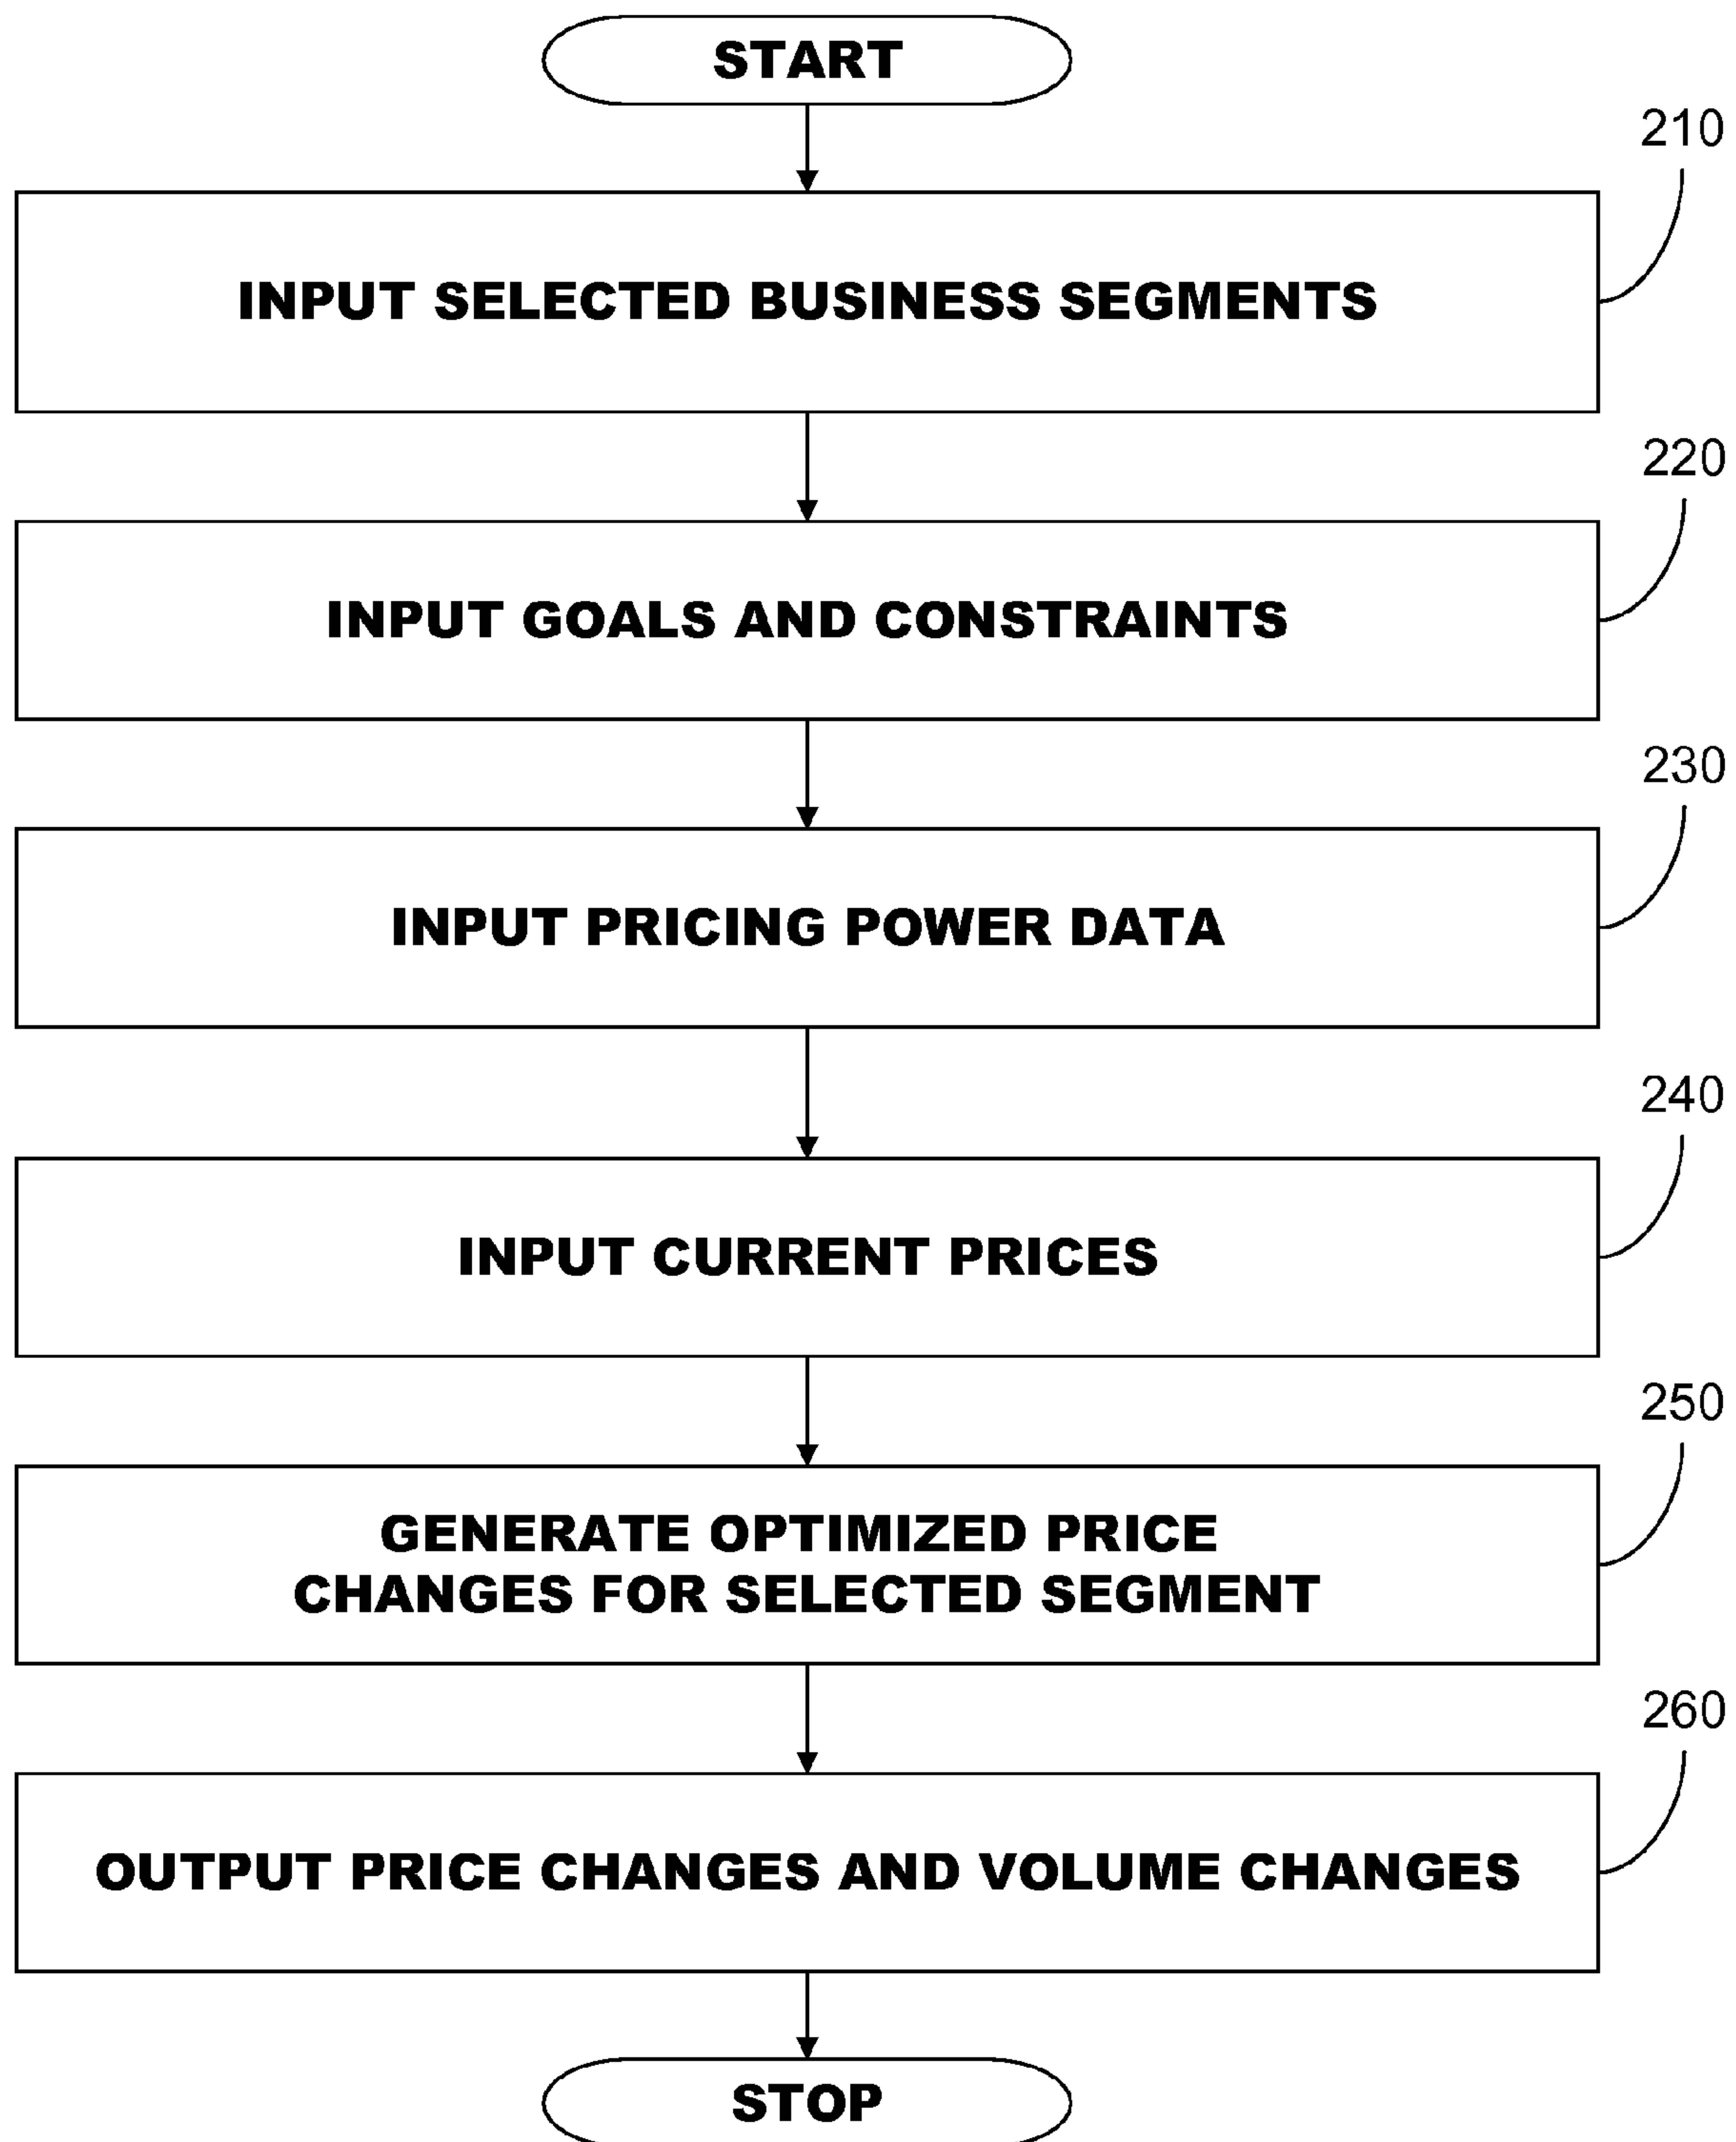 START
210
INPUT SELECTED BUSINESS SEGMENTS
220
INPUT GOALS AND CONSTRAINTS
230
INPUT PRICING POWER DATA
240
INPUT CURRENT PRICES
250
GENERATE OPTIMIZED PRICE
CHANGES FOR SELECTED SEGMENT
260
OUTPUT PRICE CHANGES AND VOLUME CHANGES
STOP